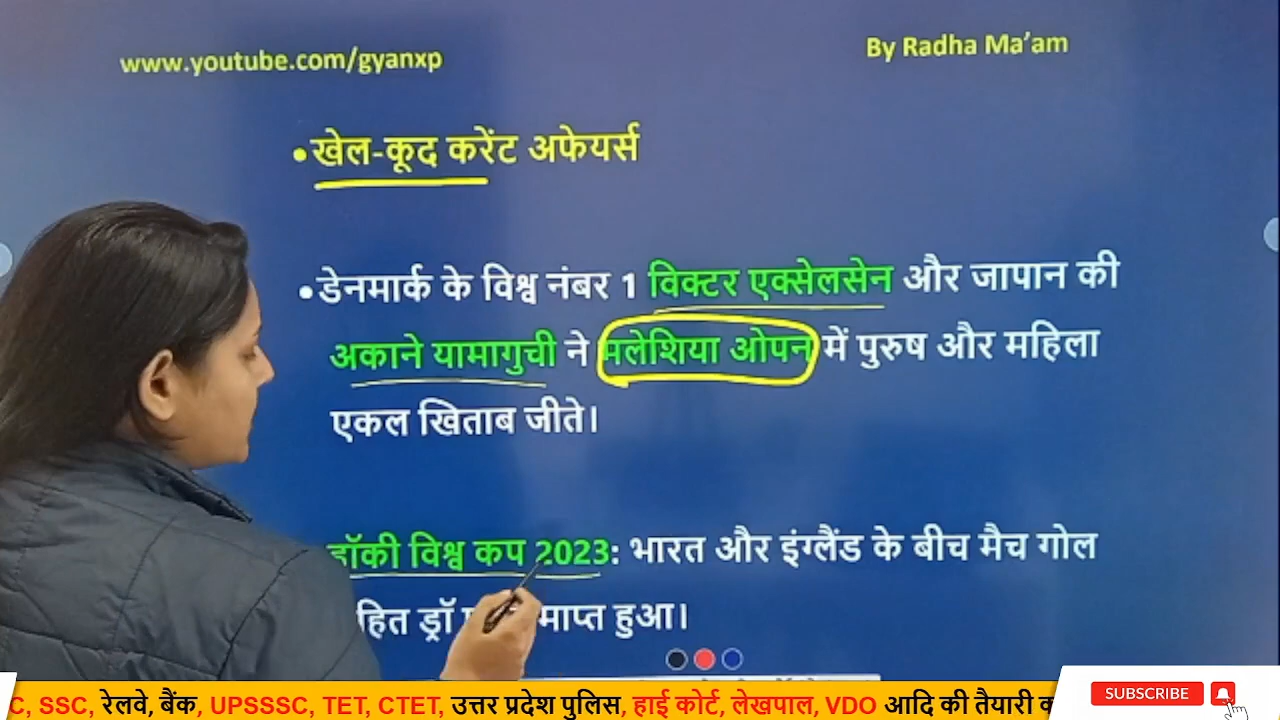 www.youtube.com/gyanxp
By Radha Ma’am
•खेल-कूद करेंट अफेयर्स
•डेनमार्क के विश्व नंबर 1 विक्टर एक्सेलसेन और जापान की
अकाने यामागुची ने मलेशिया ओपन में पुरुष और महिला
एकल खिताब जीते।
हॉकी विश्व कप 2023: भारत और इंग्लैंड के बीच मैच गोल
ड्रॉ हुआ।
SSC, रेलवे, बैंक, UPSSSC, TET, CTET, उत्तर प्रदेश पुलिस, हाई कोर्ट, लेखपाल, VDO आदि की तैयारी
SUBSCRIBE